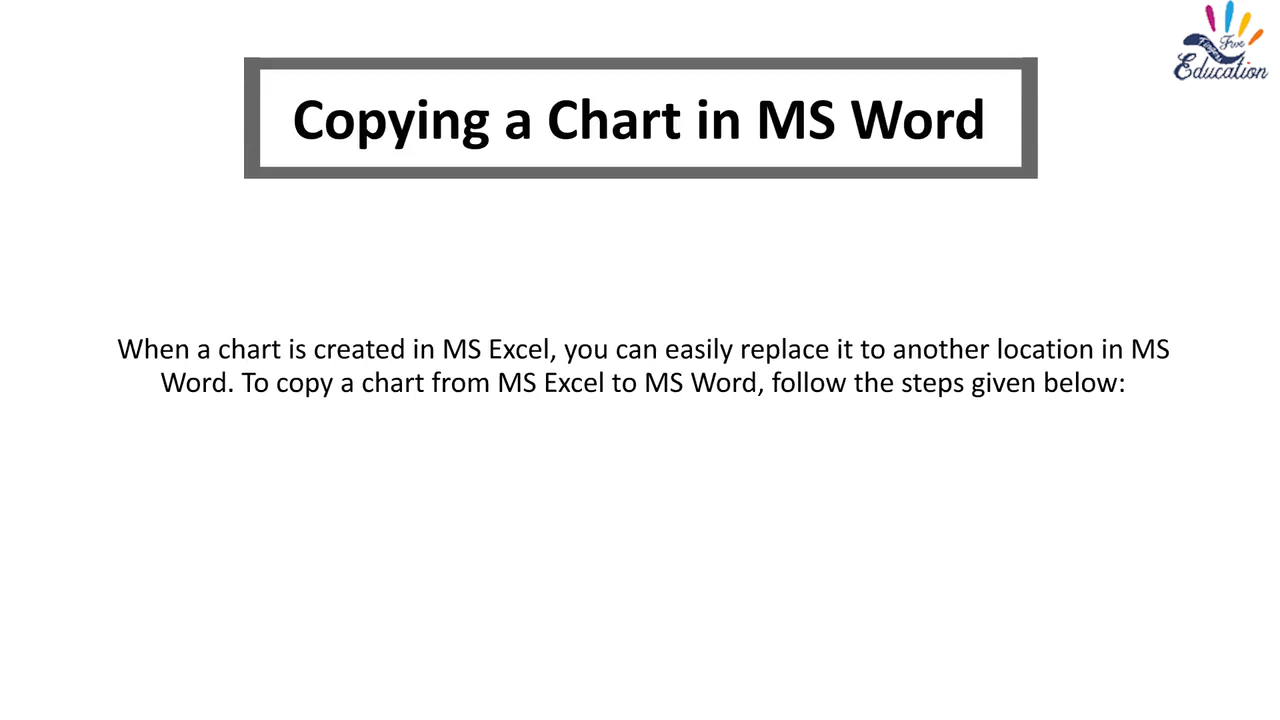 Five
Fingers
Education
Copying a Chart in MS Word
When a chart is created in MS Excel, you can easily replace it to another location in MS
Word. To copy a chart from MS Excel to MS Word, follow the steps given below: